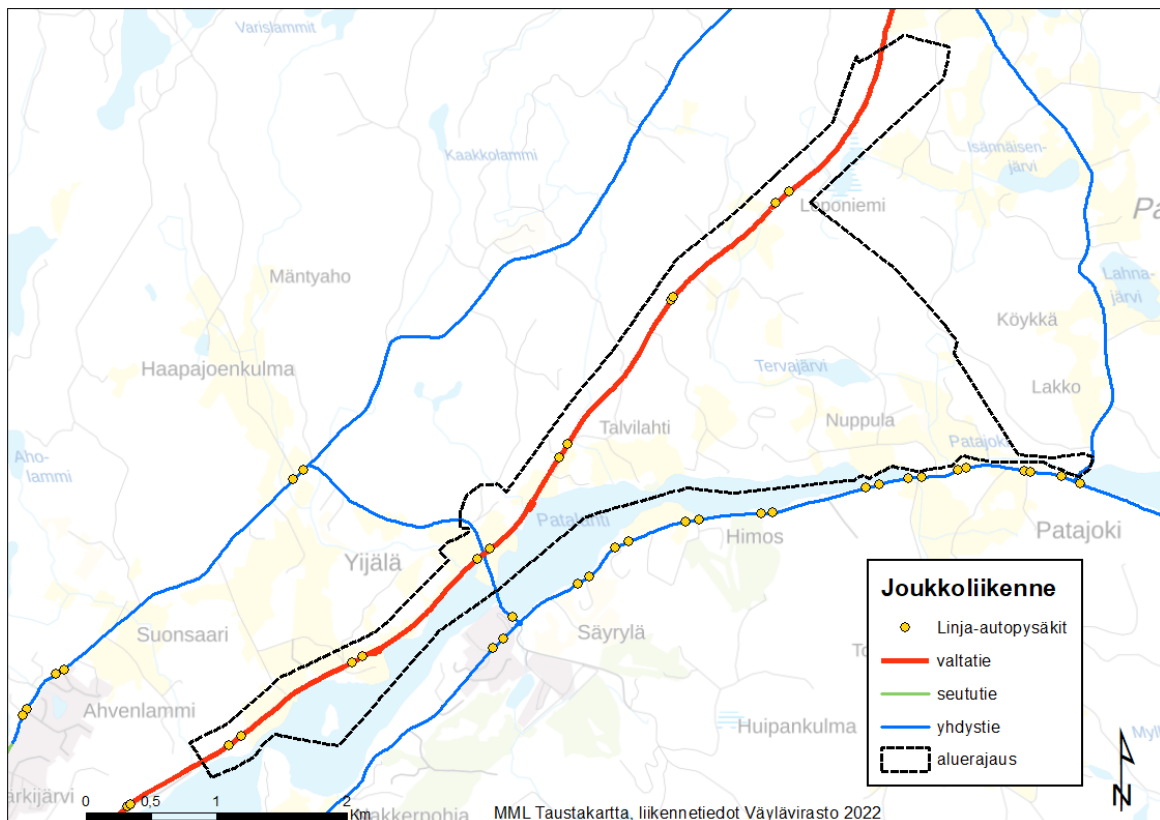 Varislammit
Kaakkolammi
Isännäisen-
järvi
Loponiemi
Pa
Mäntyaho
Lahna-
järvi
Köykkä
Haapajoenkulma
Tervajärvi
Lakko
Talvilahti
Nuppula
Aho-
lammi
Patajoki
Patalahti
Himos
Patajoki
Yijälä
Suonsaari
Säyrylä
Ahvenlammi
Huipankulma
arkijärvi
akkerpohja
Joukkoliikenne
Linja-autopysäkit
valtatie
seututie
yhdystie
aluerajaus
N
0 0,5 1 2
Km
MML Taustakartta, liikennetiedot Väylävirasto 2022